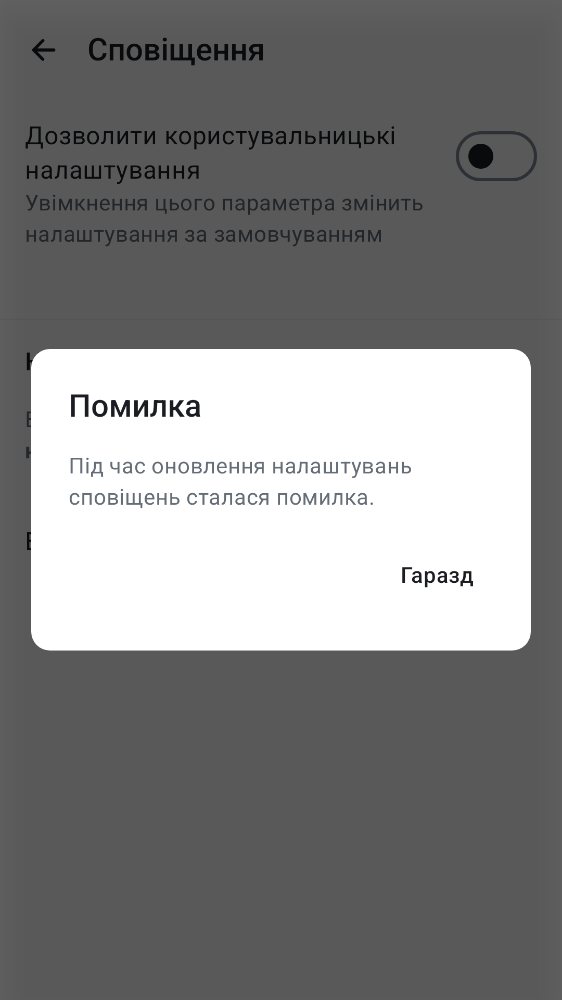 Сповіщення
Дозволити користувальницькі
налаштування
Увімкнення цього параметра змінить
налаштування за замовчуванням
Помилка
Під час оновлення налаштувань
сповіщень сталася помилка.
Гаразд